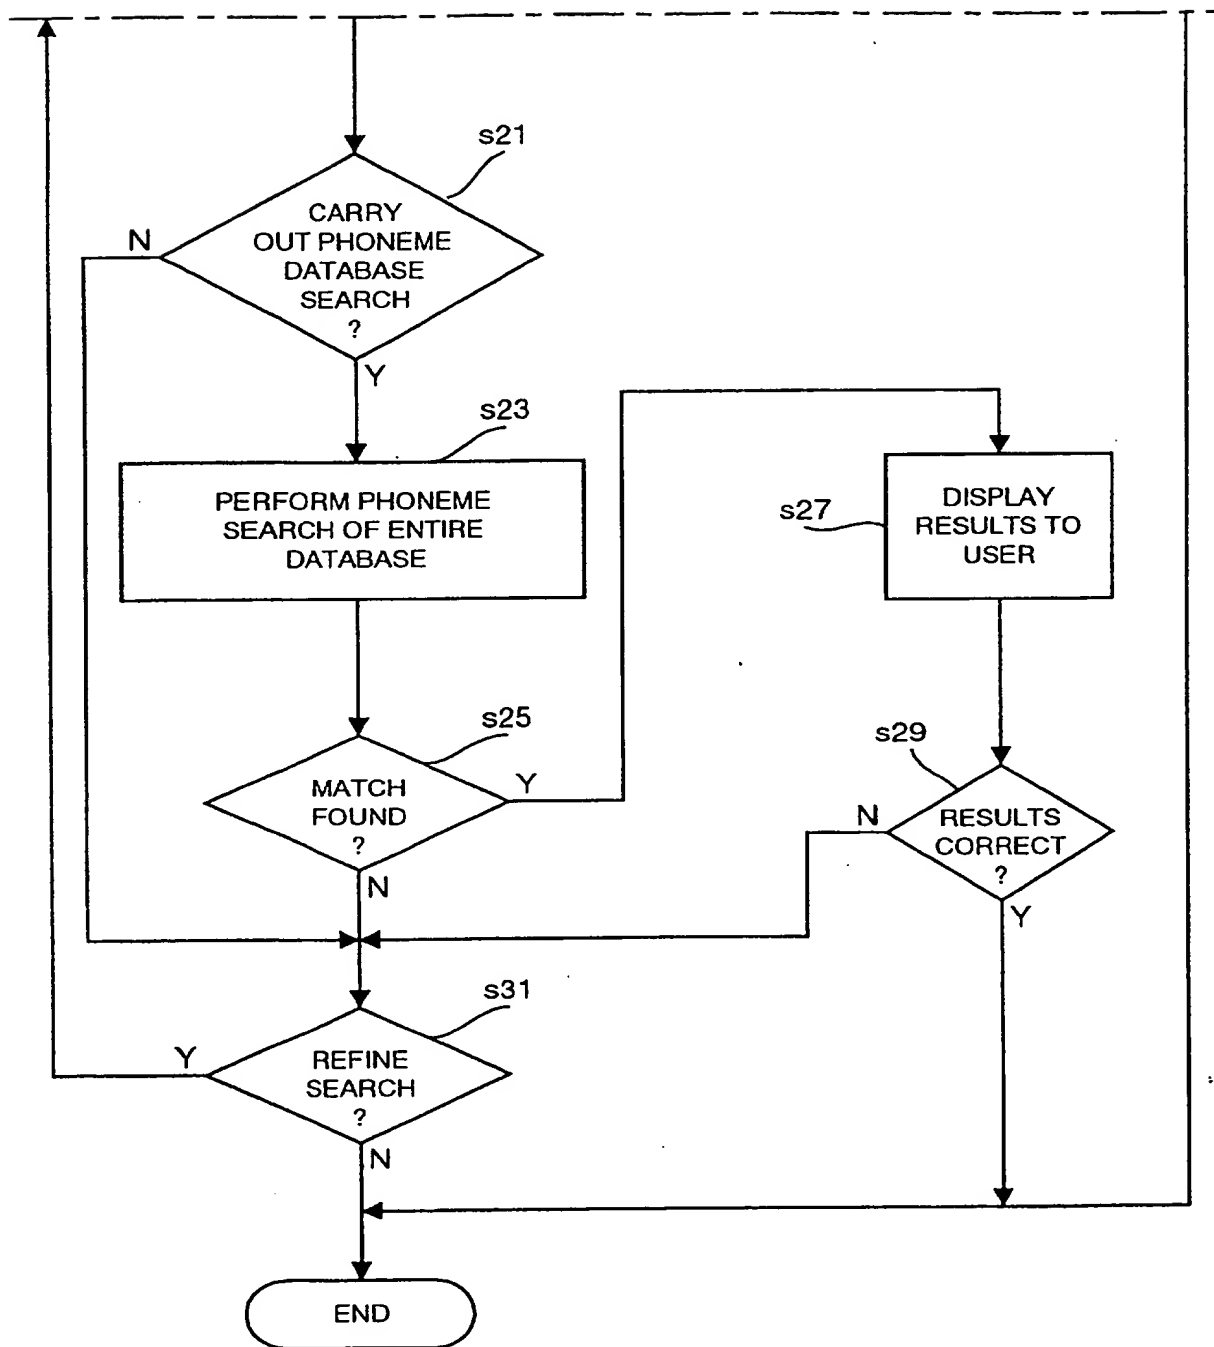 s21
CARRY
OUT PHONEME
DATABASE
SEARCH
?
N
Y
s23
PERFORM PHONEME
SEARCH OF ENTIRE
DATABASE
s27
DISPLAY
RESULTS TO
USER
s25
MATCH
FOUND
?
Y
N
s29
RESULTS
CORRECT
?
N
Y
s31
REFINE
SEARCH
?
Y
N
END